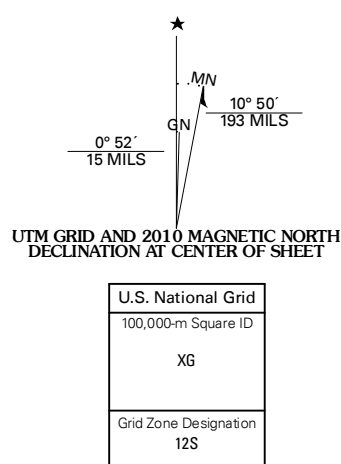 MN
10° 50´
193 MILS
GN
0° 52´
15 MILS
UTM GRID AND 2010 MAGNETIC NORTH
DECLINATION AT CENTER OF SHEET
U.S. National Grid
100,000-m Square ID
XG
Grid Zone Designation
12S